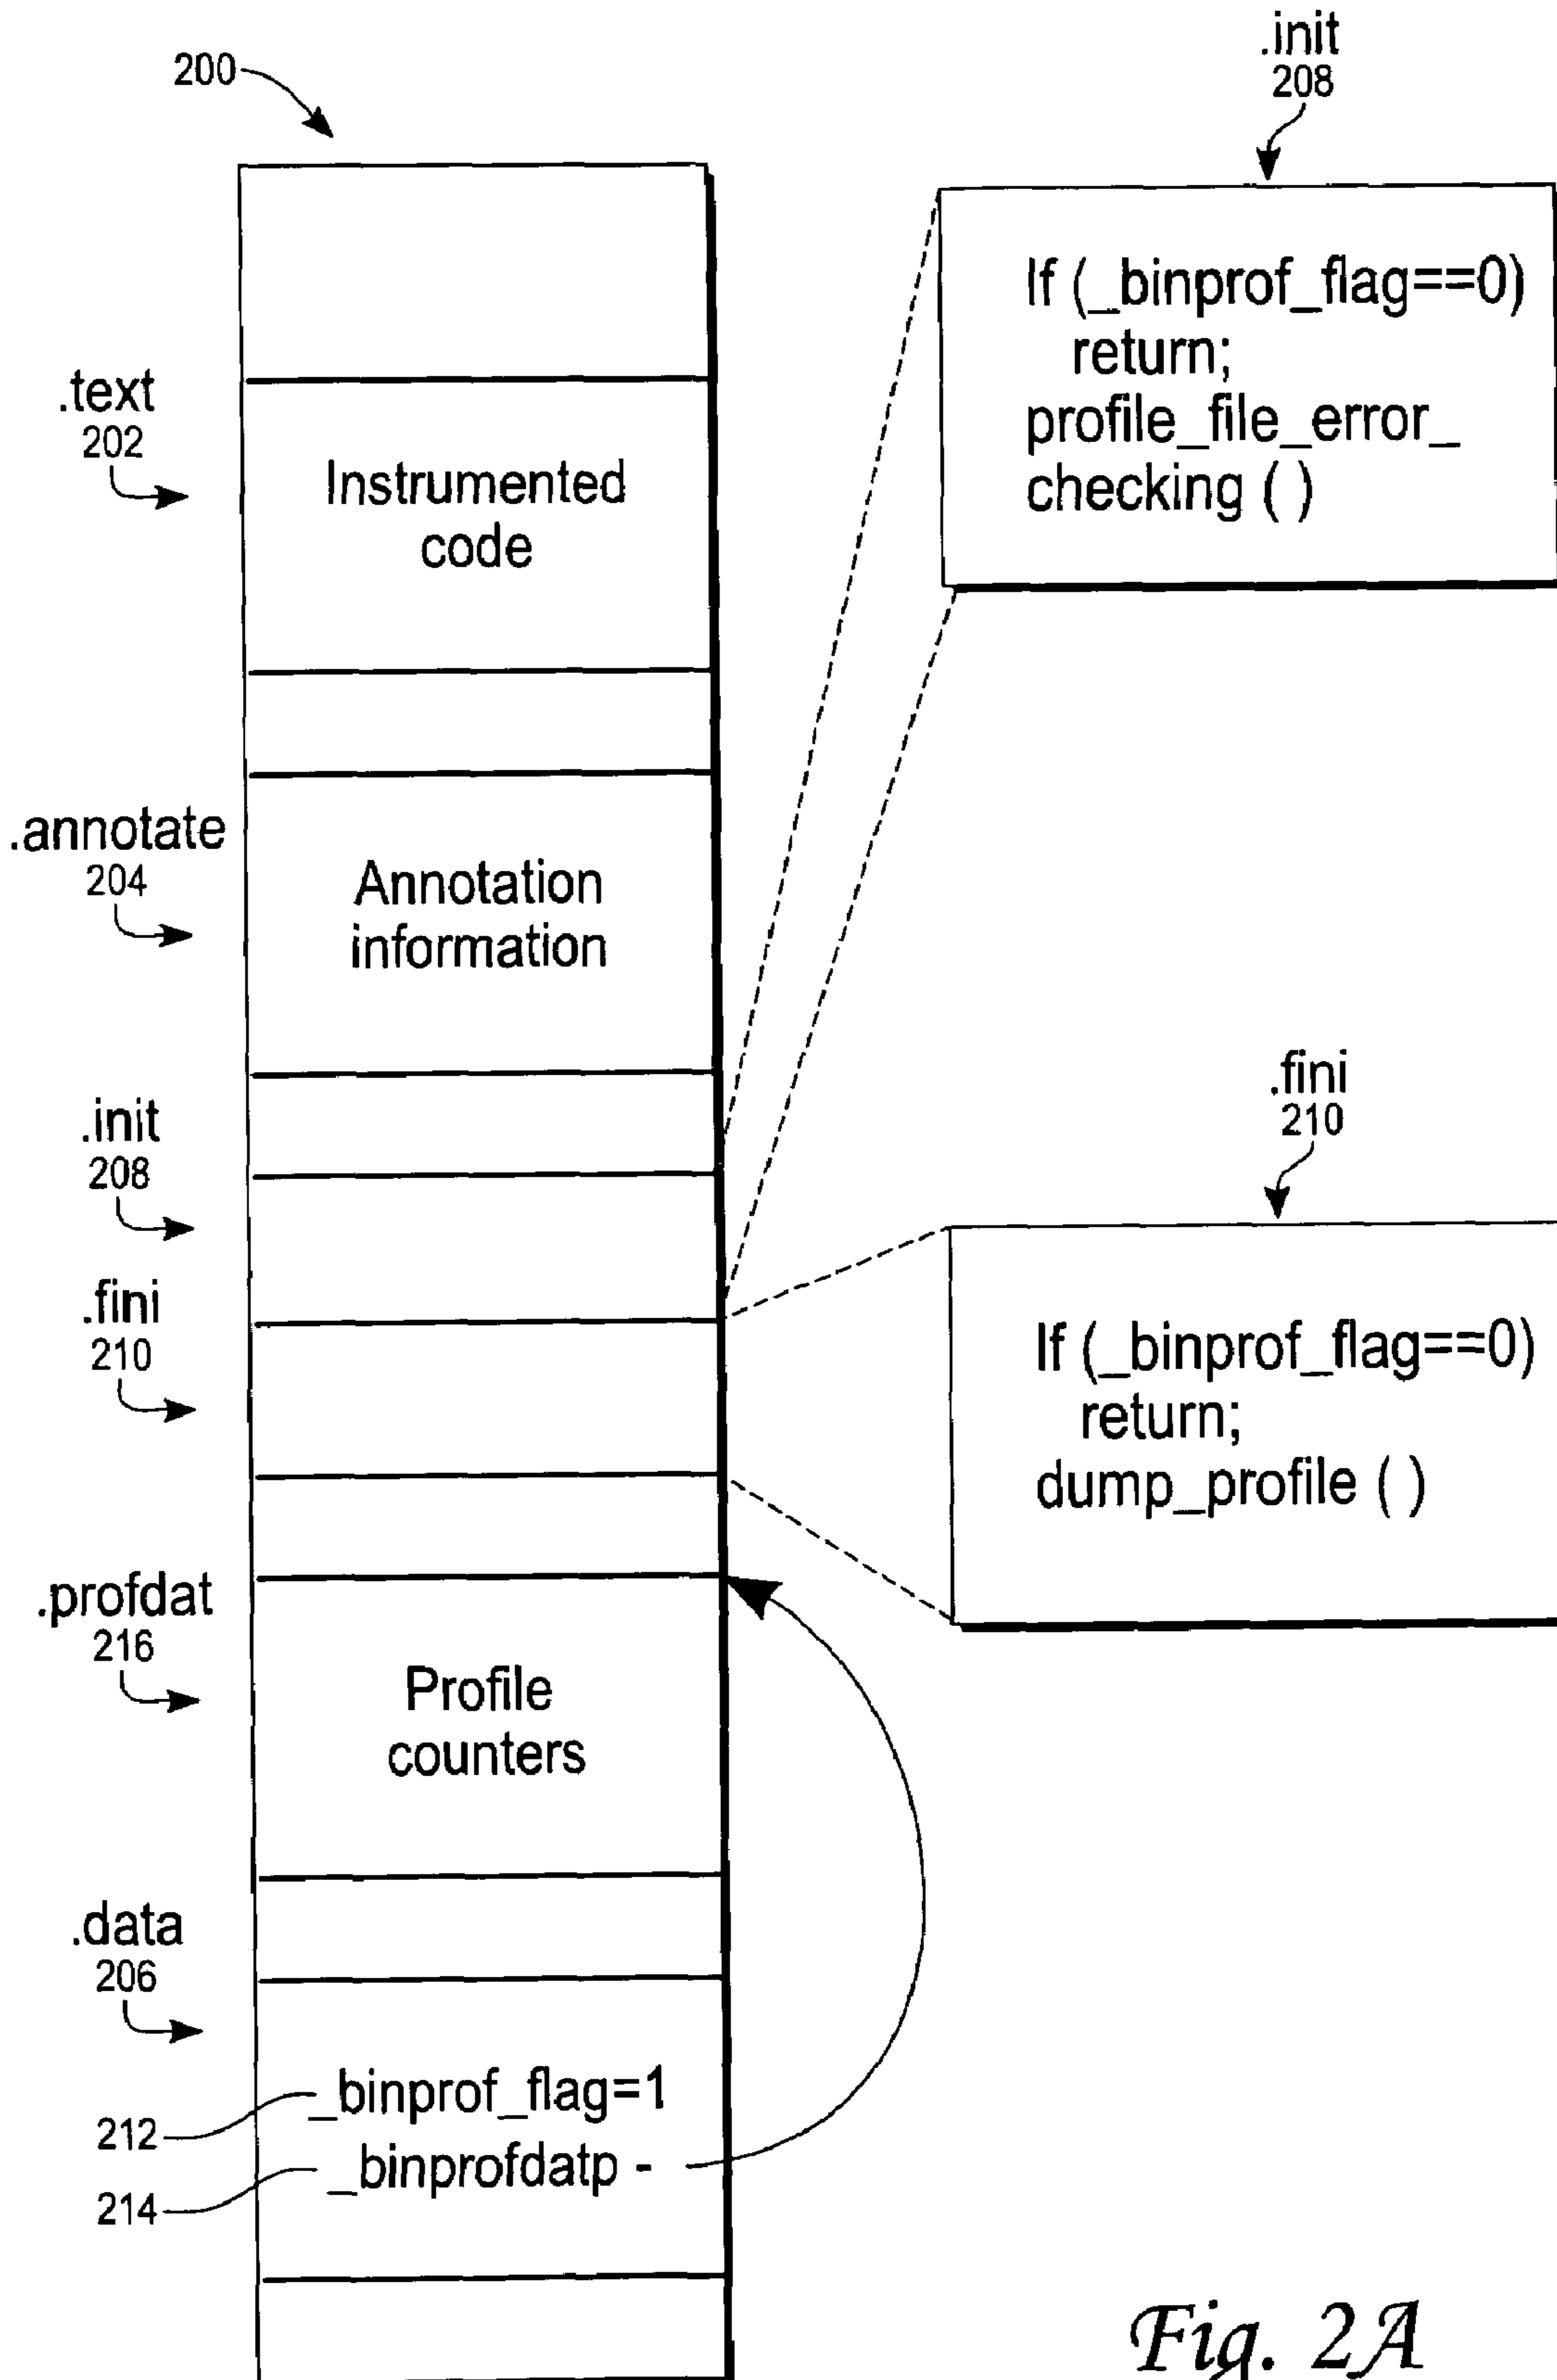 200
.init
208
If (_binprof_flag==0)
return;
profile_file_error_
checking ( )
.text
202
Instrumented
code
.annotate
204
Annotation
information
.init
208
.fini
210
.fini
210
If (_binprof_flag==0)
return;
dump_profile ( )
.profdat
216
Profile
counters
.data
206
_binprof_flag=1
212
_binprofdatp -
214
Fig. 2A